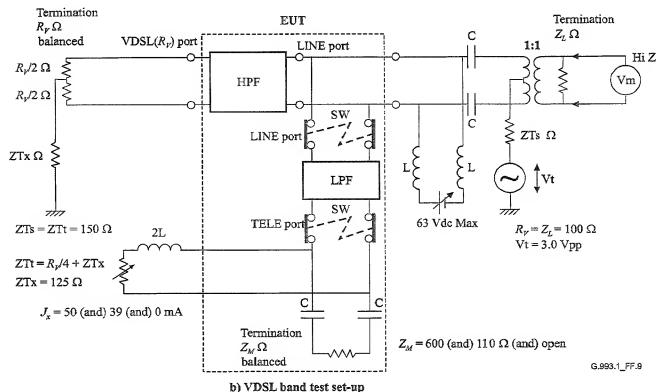 Termination
R_V Ω
balanced
EUT
VDSL(R_V) port
LINE port
C
1:1
Termination
Z_L Ω
Hi Z
R_V/2 Ω
R_V/2 Ω
HPF
Vm
C
SW
LINE port
ZTs Ω
ZTx Ω
L
L
LPF
Vt
SW
TELE port
63 Vdc Max
R_V = Z_L = 100 Ω
Vt = 3.0 Vpp
ZTs = ZTt = 150 Ω
2L
ZTt = R_V/4 + ZTx
ZTx = 125 Ω
C
C
J_x = 50 (and) 39 (and) 0 mA
Termination
Z_M Ω
balanced
Z_M = 600 (and) 110 Ω (and) open
G.993.1_FF.9
b) VDSL band test set-up